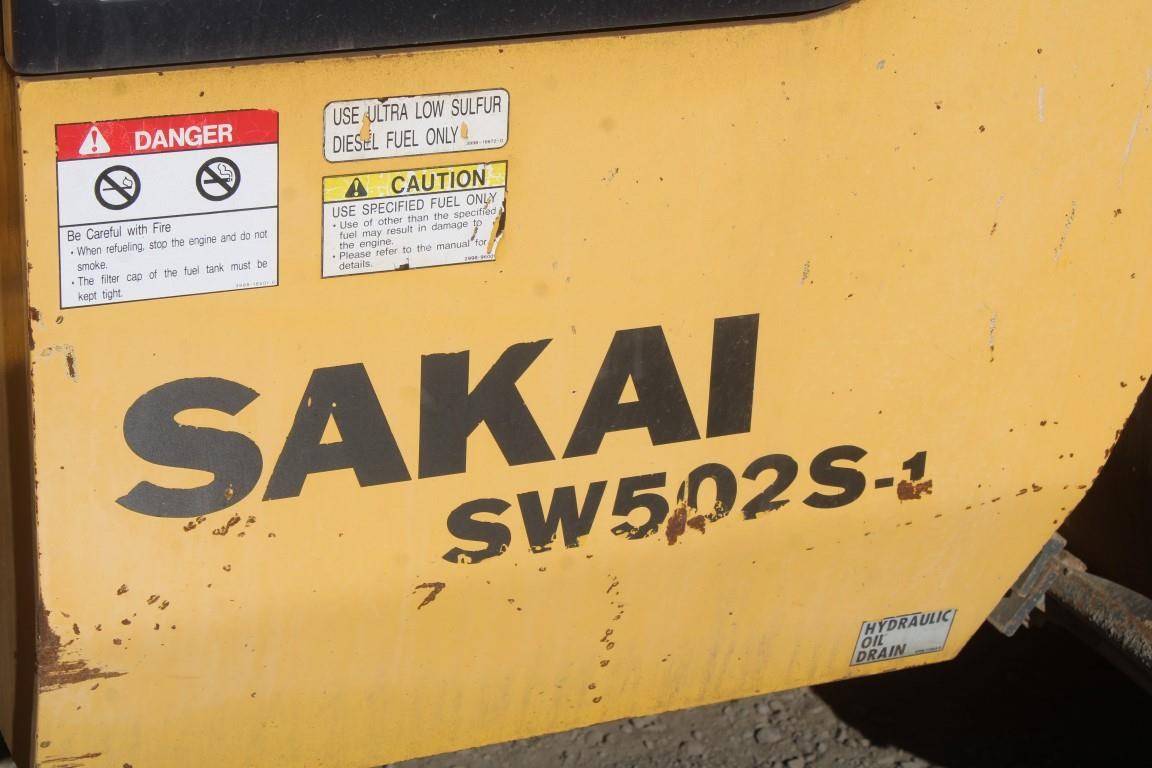 DANGER
Be Careful with Fire
• When refueling, stop the engine and do not
smoke.
• The filter cap of the fuel tank must be
kept tight.
USE ULTRA LOW SULFUR
DIESEL FUEL ONLY
CAUTION
USE SPECIFIED FUEL ONLY
• Use of other than the specified
fuel may result in damage to
the engine.
• Please refer to the manual for
details.
SAKAI
SW502S-1
HYDRAULIC
OIL
DRAIN